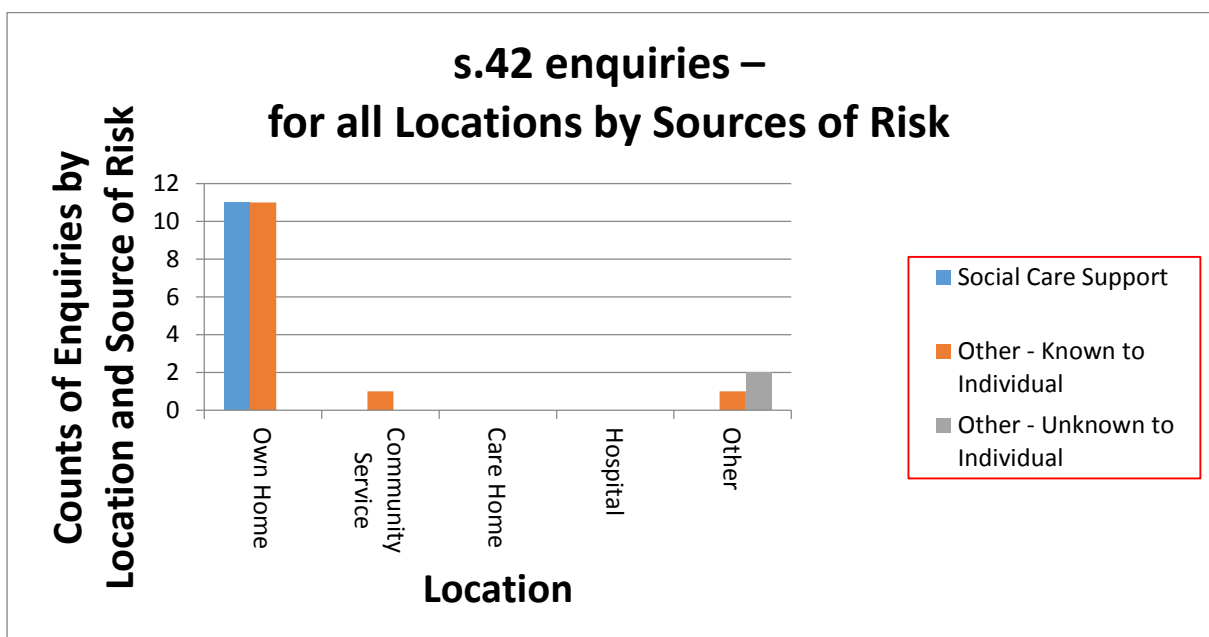 s.42 enquiries –
for all Locations by Sources of Risk
Counts of Enquiries by
Location and Source of Risk
12
10
8
6
4
2
0
Own Home
Community
Service
Care Home
Hospital
Other
Location
Social Care Support
Other - Known to
Individual
Other - Unknown to
Individual